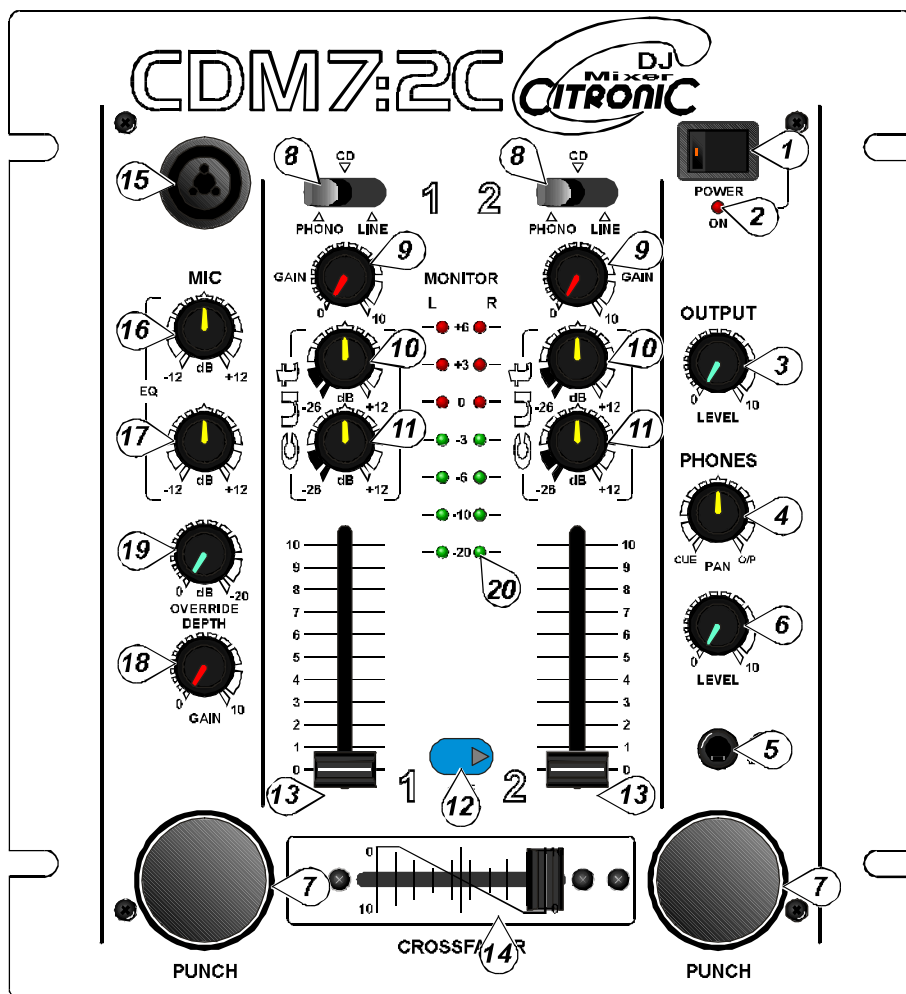 CDM7:2C
DJ
Mixer
CITRONIC
8
CD
8
CD
1
15
1 2
POWER
2
ON
PHONO LINE
PHONO LINE
9
9
MIC
GAIN
MONITOR
GAIN
L R
0 10
0 10
16
+6
OUTPUT
10
10
+3
3
-12 dB +12
EQ
-26 dB +12
0
-26 dB +12
0 10
LEVEL
17
11
-3
11
PHONES
-12 dB +12
-26 dB +12
-6
-26 dB +12
4
-10
19
10
-20
10
CUE PAN O/P
9
20
9
0 dB -20
8
8
OVERRIDE
DEPTH
7
7
6
6
6
18
5
5
0 10
4
4
LEVEL
0 10
3
3
GAIN
2
2
5
1
1
0
0
13
1
12
2
13
0
0
7
7
10
14
CROSSFA
R
PUNCH
PUNCH